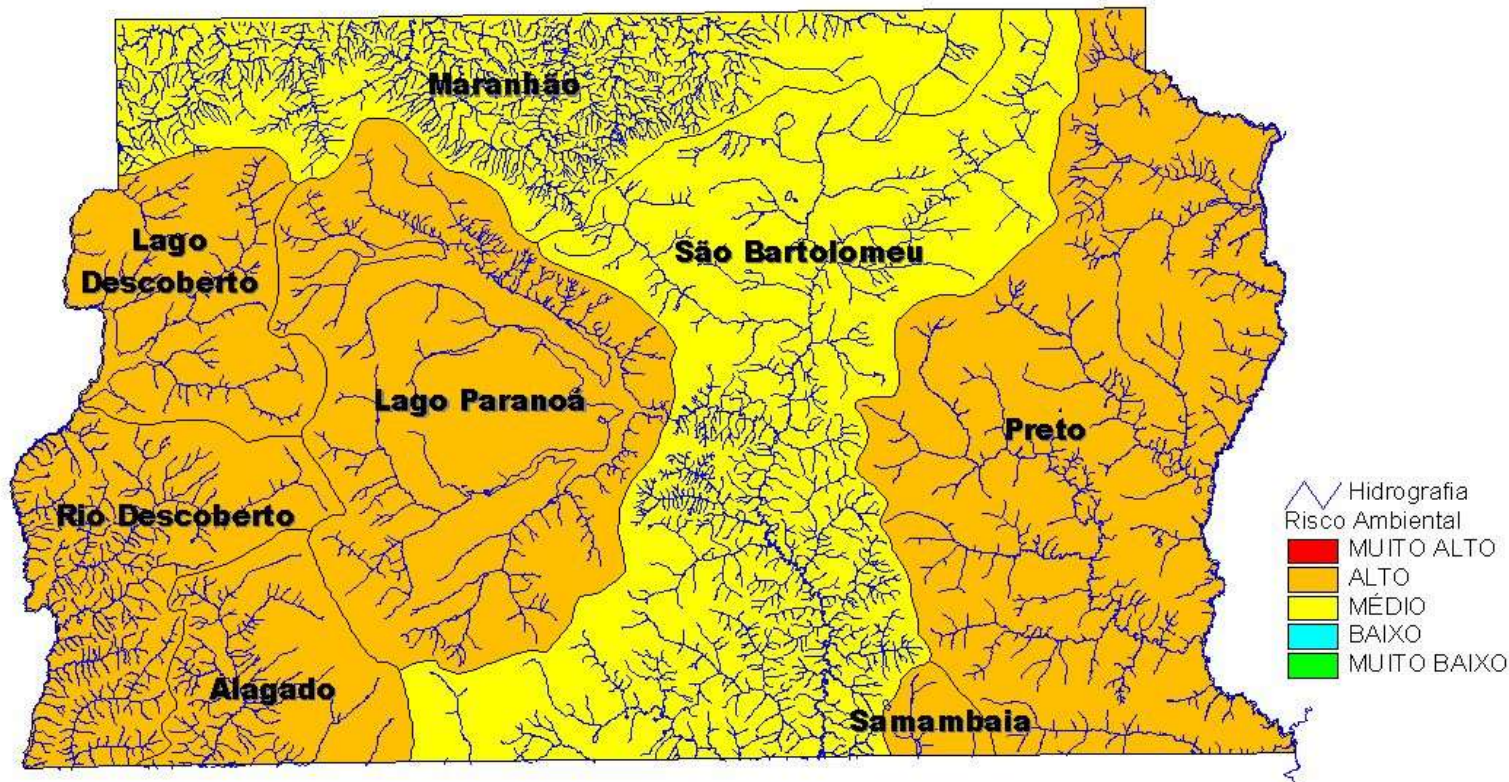 Maranhão
Lago
Descoberto
São Bartolomeu
Lago Paranoá
Preto
Rio Descoberto
Alagado
Samambaia
Hidrografia
Risco Ambiental
MUITO ALTO
ALTO
MÉDIO
BAIXO
MUITO BAIXO